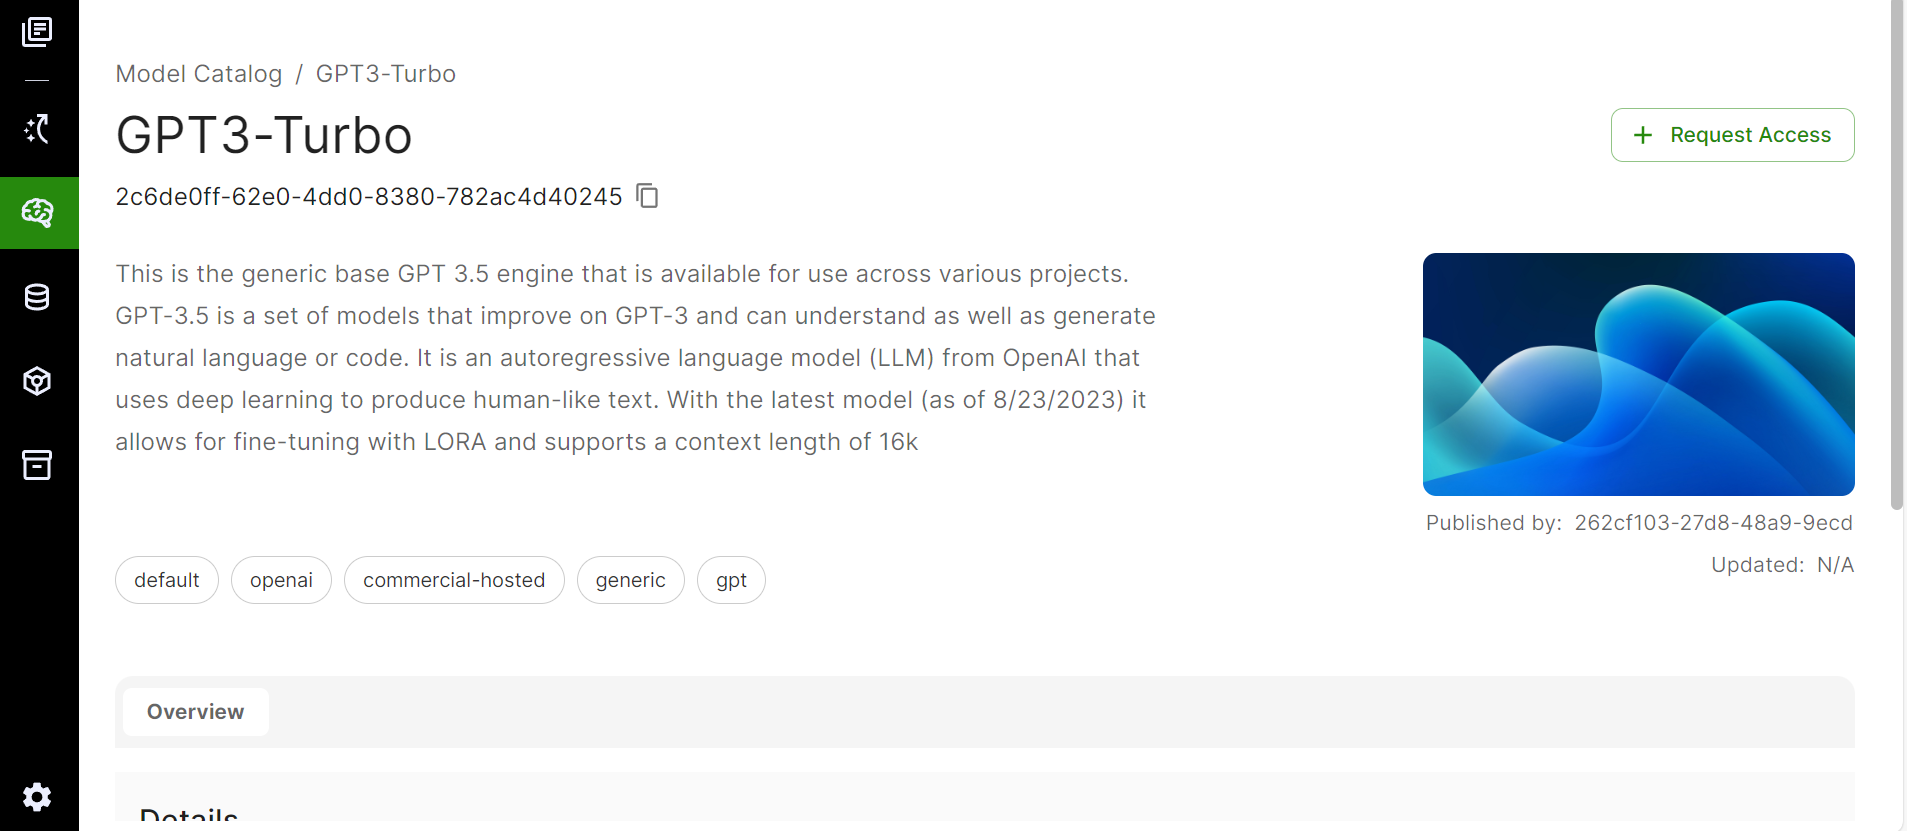 Model Catalog / GPT3-Turbo
GPT3-Turbo
Request Access
2c6de0ff-62e0-4dd0-8380-782ac4d40245
This is the generic base GPT 3.5 engine that is available for use across various projects.
GPT-3.5 is a set of models that improve on GPT-3 and can understand as well as generate
natural language or code. It is an autoregressive language model (LLM) from OpenAI that
uses deep learning to produce human-like text. With the latest model (as of 8/23/2023) it
allows for fine-tuning with LORA and supports a context length of 16k
Published by: 262cf103-27d8-48a9-9ecd
Updated: N/A
default openai commercial-hosted generic gpt
Overview
Details